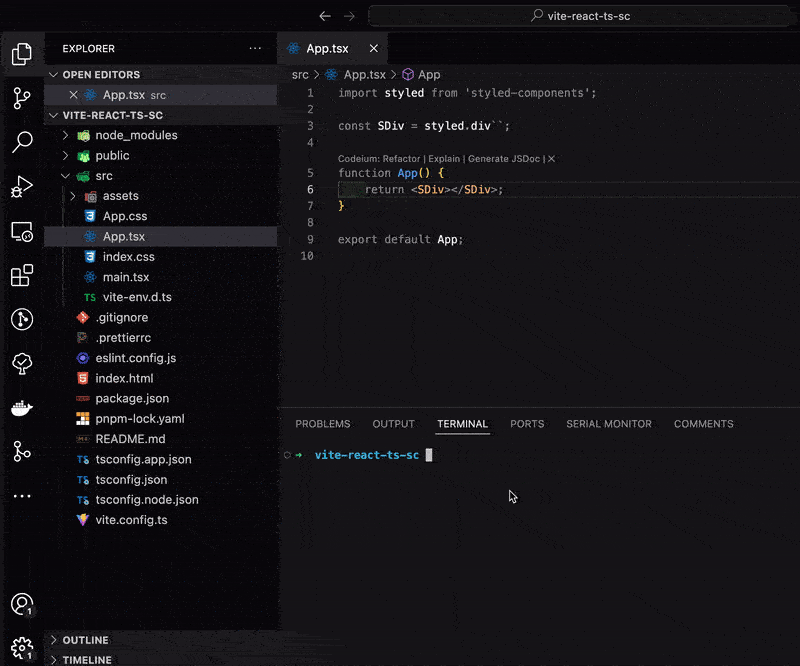 vite-react-ts-sc
EXPLORER
App.tsx
OPEN EDITORS
App.tsx src
VITE-REACT-TS-SC
node_modules
public
src
assets
App.css
App.tsx
index.css
main.tsx
TS vite-env.d.ts
.gitignore
.prettierrc
eslint.config.js
index.html
package.json
pnpm-lock.yaml
README.md
tsconfig.app.json
tsconfig.json
tsconfig.node.json
vite.config.ts
OUTLINE
TIMELINE
1
1
src > App.tsx > App
1 import styled from 'styled-components';
2
3 const SDiv = styled.div``;
4
Codeium: Refactor | Explain | Generate JSDoc | X
5 function App() {
6 return <SDiv></SDiv>;
7 }
8
9 export default App;
10
PROBLEMS OUTPUT TERMINAL PORTS SERIAL MONITOR COMMENTS
→ vite-react-ts-sc